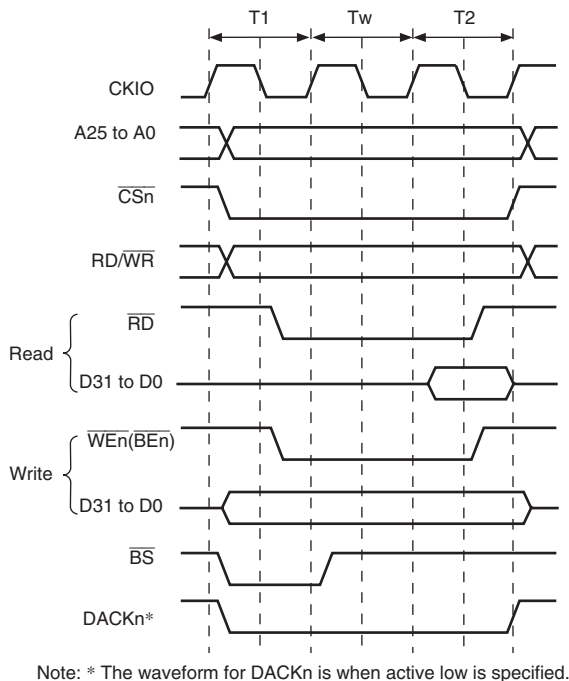 T1 Tw T2
CKIO
A25 to A0
CSn
RD/WR
RD
Read
D31 to D0
WEn(BEn)
Write
D31 to D0
BS
DACKn*
Note: * The waveform for DACKn is when active low is specified.